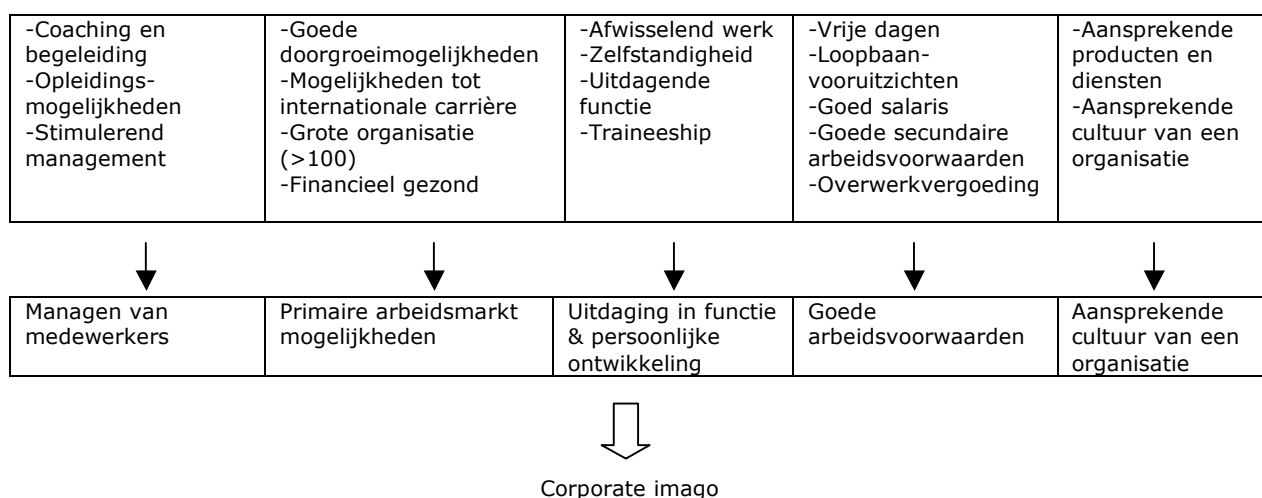 -Coaching en
begeleiding
-Opleidings-
mogelijkheden
-Stimulerend
management
-Goede
doorgroeimogelijkheden
-Mogelijkheden tot
internationale carrière
-Grote organisatie
(>100)
-Financieel gezond
-Afwisselend werk
-Zelfstandigheid
-Uitdagende
functie
-Traineeship
-Vrije dagen
-Loopbaan-
vooruitzichten
-Goed salaris
-Goede secundaire
arbeidsvoorwaarden
-Overwerkvergoeding
-Aansprekende
producten en
diensten
-Aansprekende
cultuur van een
organisatie
Managen van
medewerkers
Primaire arbeidsmarkt
mogelijkheden
Uitdaging in functie
& persoonlijke
ontwikkeling
Goede
arbeidsvoorwaarden
Aansprekende
cultuur van een
organisatie
Corporate imago